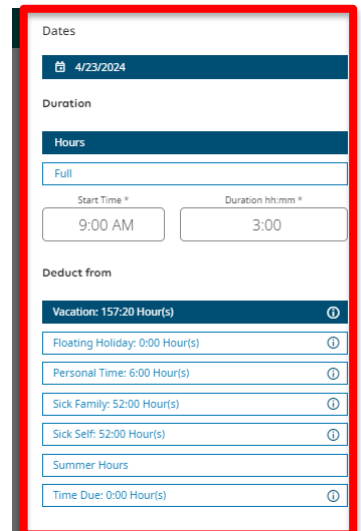 Dates
4/23/2024
Duration
Hours
Full
Start Time * Duration hh:mm *
9:00 AM 3:00
Deduct from
Vacation: 157:20 Hour(s)
Floating Holiday: 0:00 Hour(s)
Personal Time: 6:00 Hour(s)
Sick Family: 52:00 Hour(s)
Sick Self: 52:00 Hour(s)
Summer Hours
Time Due: 0:00 Hour(s)